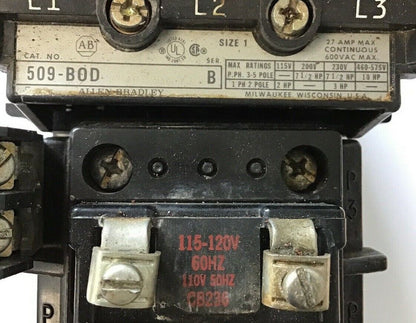 L1 L2 L3
AB
CAT. NO.
509-BOD
ALLEN-BRADLEY
UL
SIZE 1
SER.
B
27 AMP MAX
CONTINUOUS
600VAC MAX.
MAX RATINGS 115V 200V 230V 460-575V
P.PH. 3-5 POLE — 7 1/2 HP 7 1/2 HP 10 HP
1 PH 2 POLE 2 HP — 3 HP —
MILWAUKEE WISCONSIN U.S.A.
115-120V
60HZ
110V 50HZ
CB236
P
P